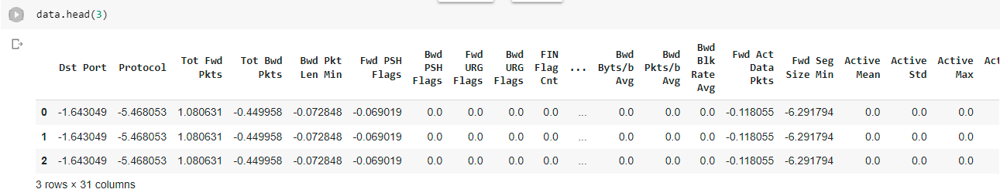 data.head(3)
Dst Port Protocol Tot Fwd Pkts Tot Bwd Pkts Bwd Pkt Len Min Fwd PSH Flags Bwd PSH Flags Fwd URG Flags Bwd URG Flags FIN Flag Cnt ... Bwd Byts/b Avg Bwd Pkts/b Avg Bwd Blk Rate Avg Fwd Act Data Pkts Fwd Seg Size Min Active Mean Active Std Active Max Act
0 -1.643049 -5.468053 1.080631 -0.449958 -0.072848 -0.069019 0.0 0.0 0.0 0.0 ... 0.0 0.0 0.0 -0.118055 -6.291794 0.0 0.0 0.0
1 -1.643049 -5.468053 1.080631 -0.449958 -0.072848 -0.069019 0.0 0.0 0.0 0.0 ... 0.0 0.0 0.0 -0.118055 -6.291794 0.0 0.0 0.0
2 -1.643049 -5.468053 1.080631 -0.449958 -0.072848 -0.069019 0.0 0.0 0.0 0.0 ... 0.0 0.0 0.0 -0.118055 -6.291794 0.0 0.0 0.0
3 rows × 31 columns